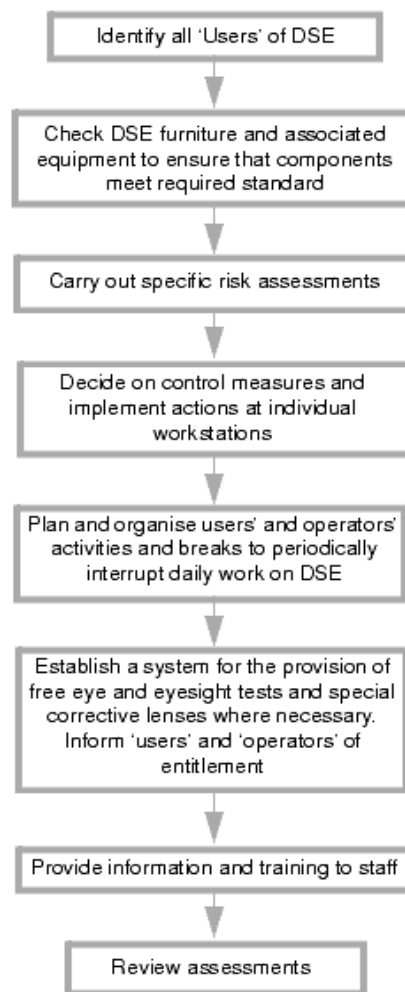 Identify all ‘Users’ of DSE
Check DSE furniture and associated
equipment to ensure that components
meet required standard
Carry out specific risk assessments
Decide on control measures and
implement actions at individual
workstations
Plan and organise users’ and operators’
activities and breaks to periodically
interrupt daily work on DSE
Establish a system for the provision of
free eye and eyesight tests and special
corrective lenses where necessary.
Inform ‘users’ and ‘operators’ of
entitlement
Provide information and training to staff
Review assessments